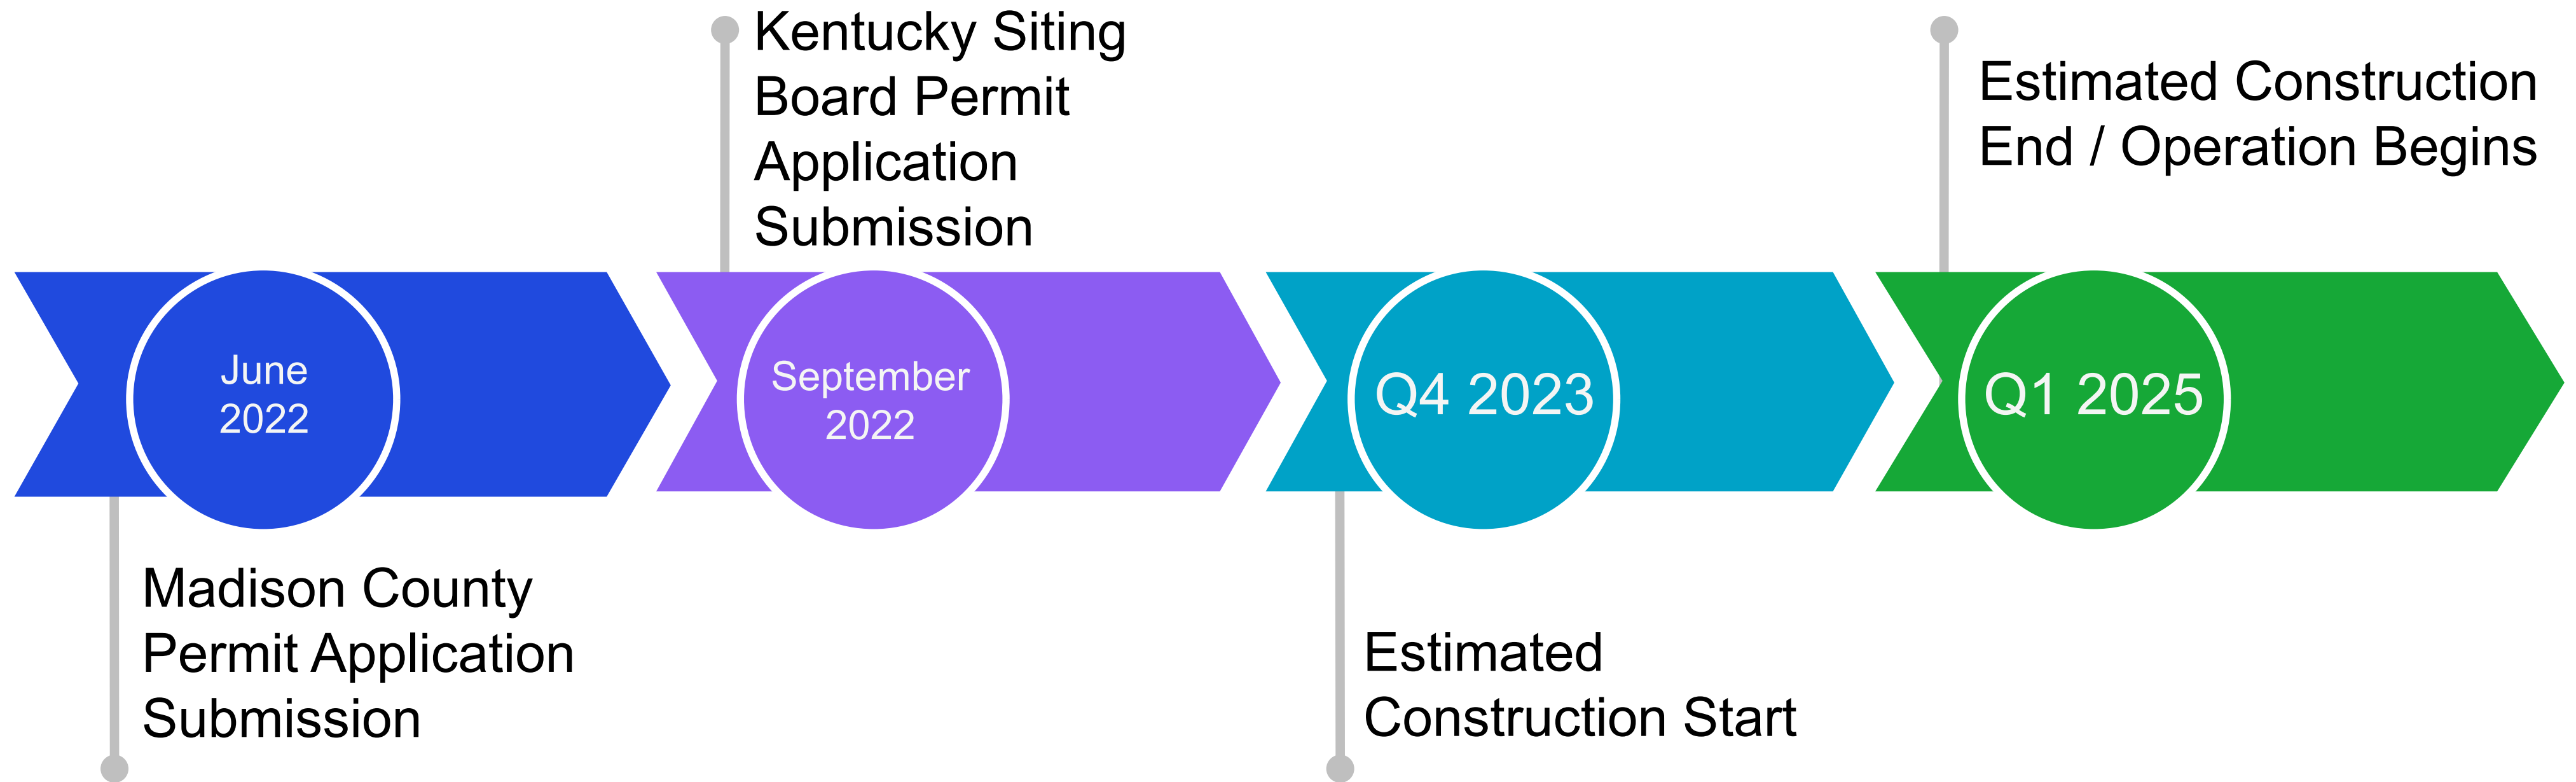 June
2022
Madison County
Permit Application
Submission
Kentucky Siting
Board Permit
Application
Submission
September
2022
Q4 2023
Estimated
Construction Start
Estimated Construction
End / Operation Begins
Q1 2025